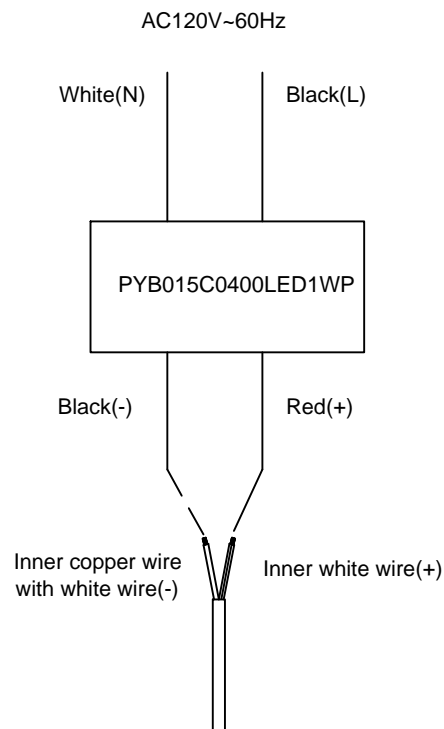 AC120V~60Hz
White(N)
Black(L)
PYB015C0400LED1WP
Black(-)
Red(+)
Inner copper wire
with white wire(-)
Inner white wire(+)